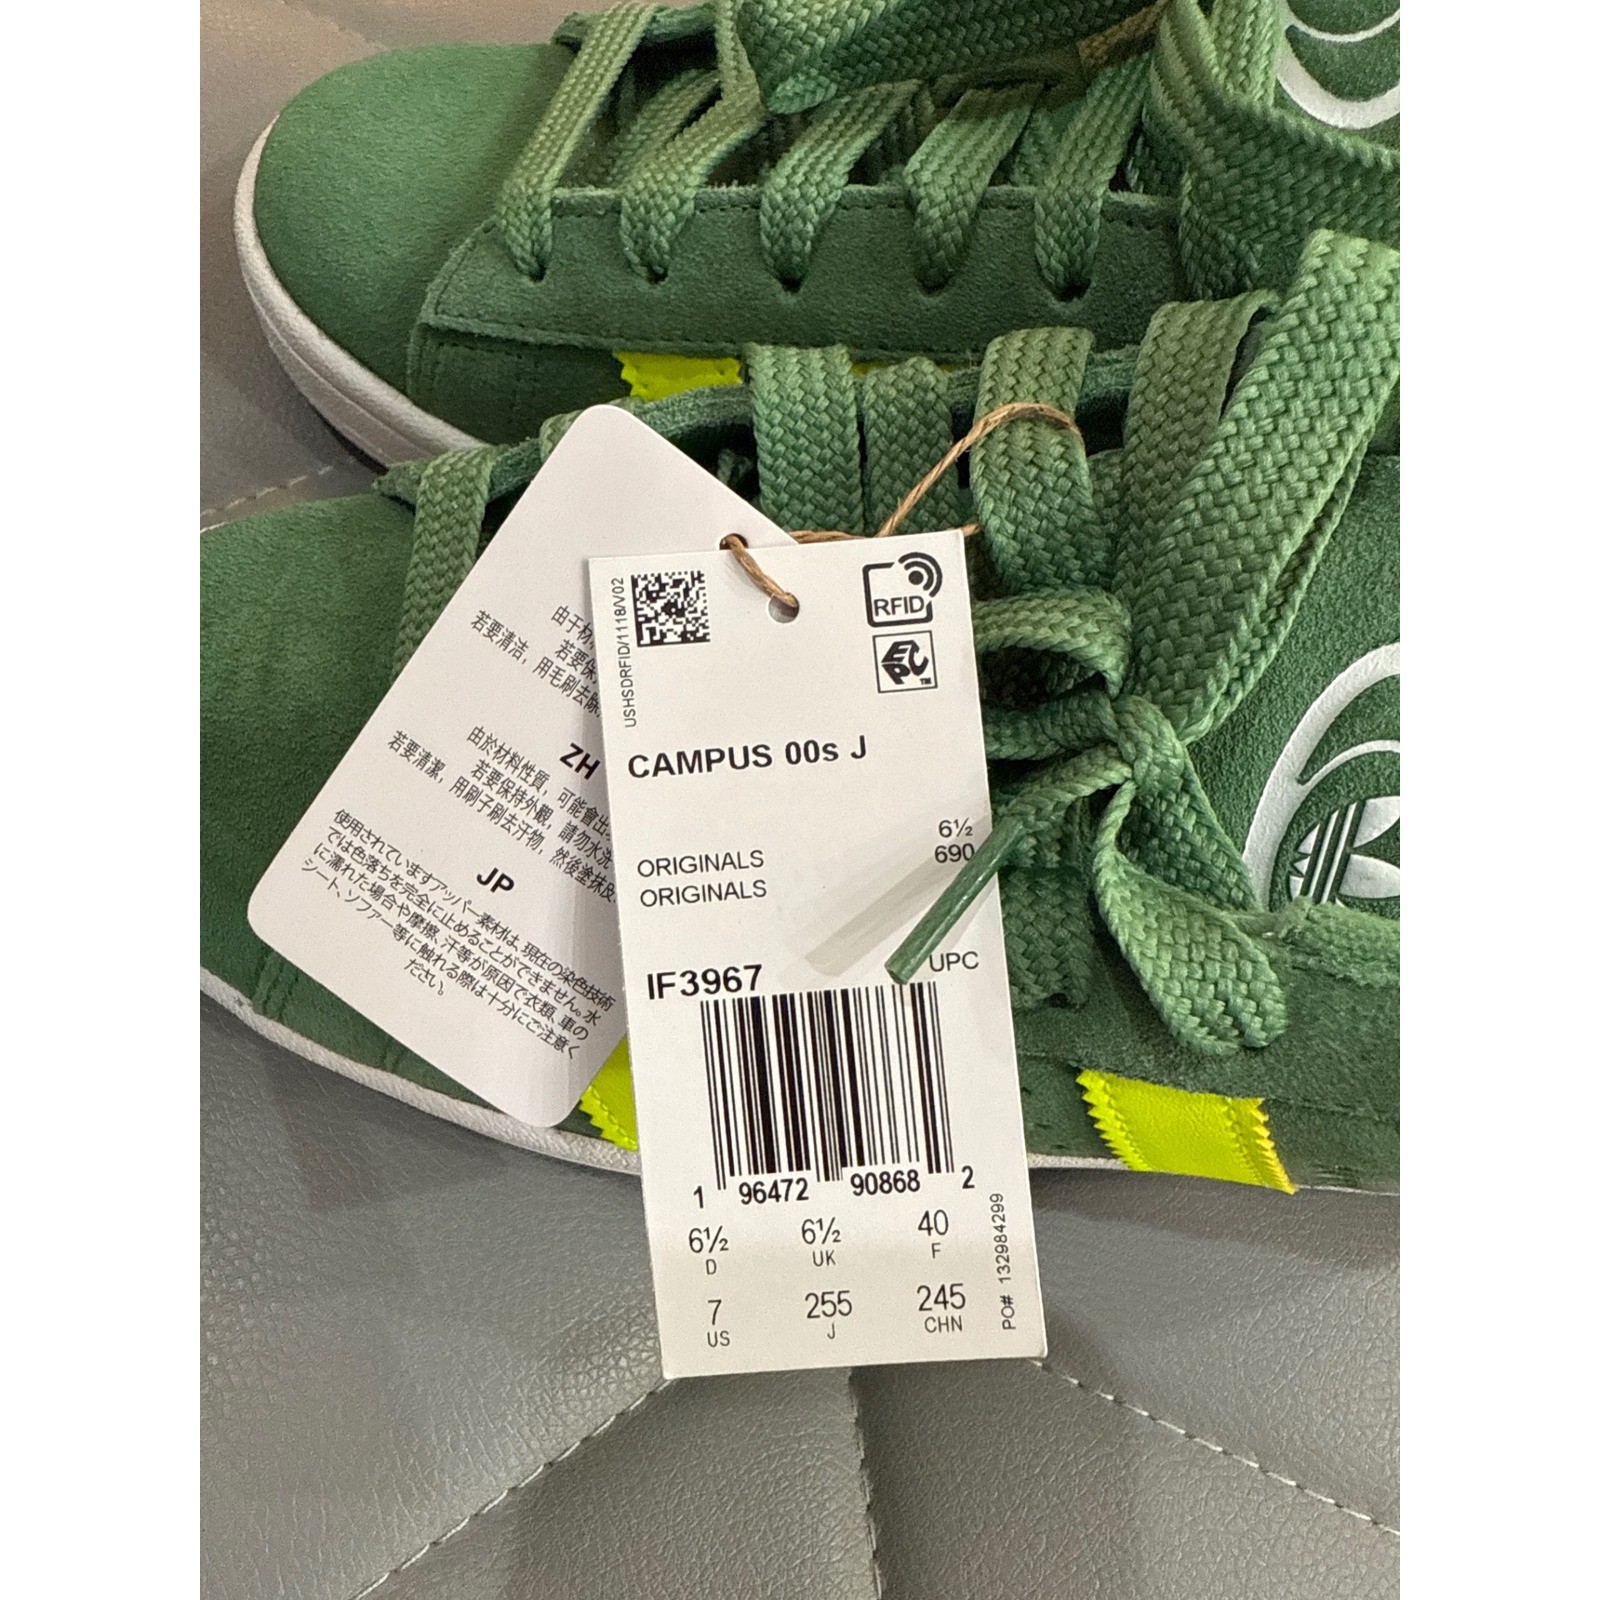 由于材
若要保
若要清洁，用毛刷去除
ZH
由於材料性質，可能會出
若要保持外觀，請勿水洗
若要清潔，用刷子刷去汙物，然後塗抹皮
JP
使用されていますアッパー素材は、現在の染色技術
では色落ちを完全に止めることができません。水
に濡れた場合や摩擦、汗等が原因で衣類、車の
シート、ソファー等に触れる際は十分にご注意く
ださい。
USHSDRFID/1118/V02
RFID
EPC
TM
CAMPUS 00s J
6½
690
ORIGINALS
ORIGINALS
UPC
IF3967
1 96472 90868 2
6½ 6½ 40
D UK F
7 255 245
US J CHN
PO# 132984299